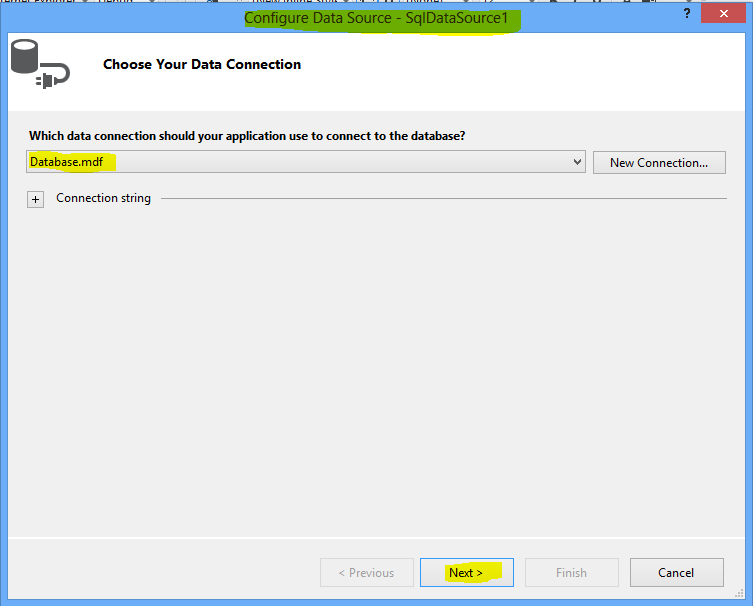 Configure Data Source - SqlDataSource1
?
Choose Your Data Connection
Which data connection should your application use to connect to the database?
Database.mdf
New Connection...
+ Connection string
< Previous
Next >
Finish
Cancel